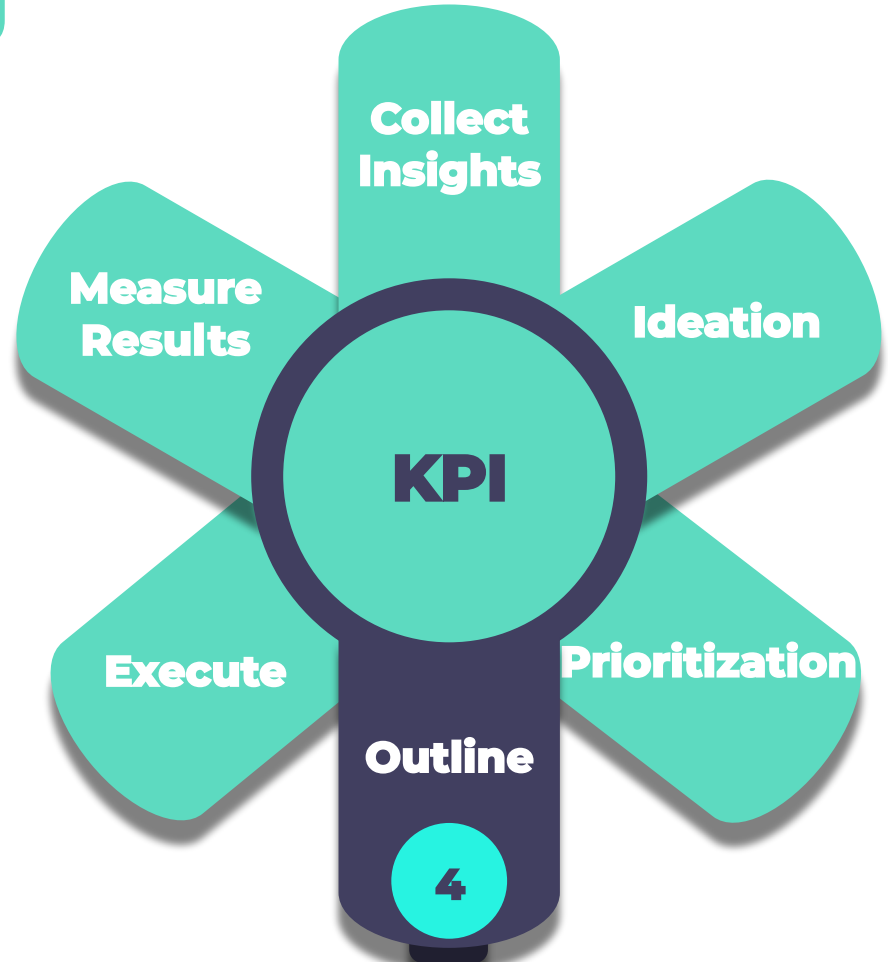 Collect
Insights
Measure
Results
Ideation
KPI
Execute
Prioritization
Outline
4